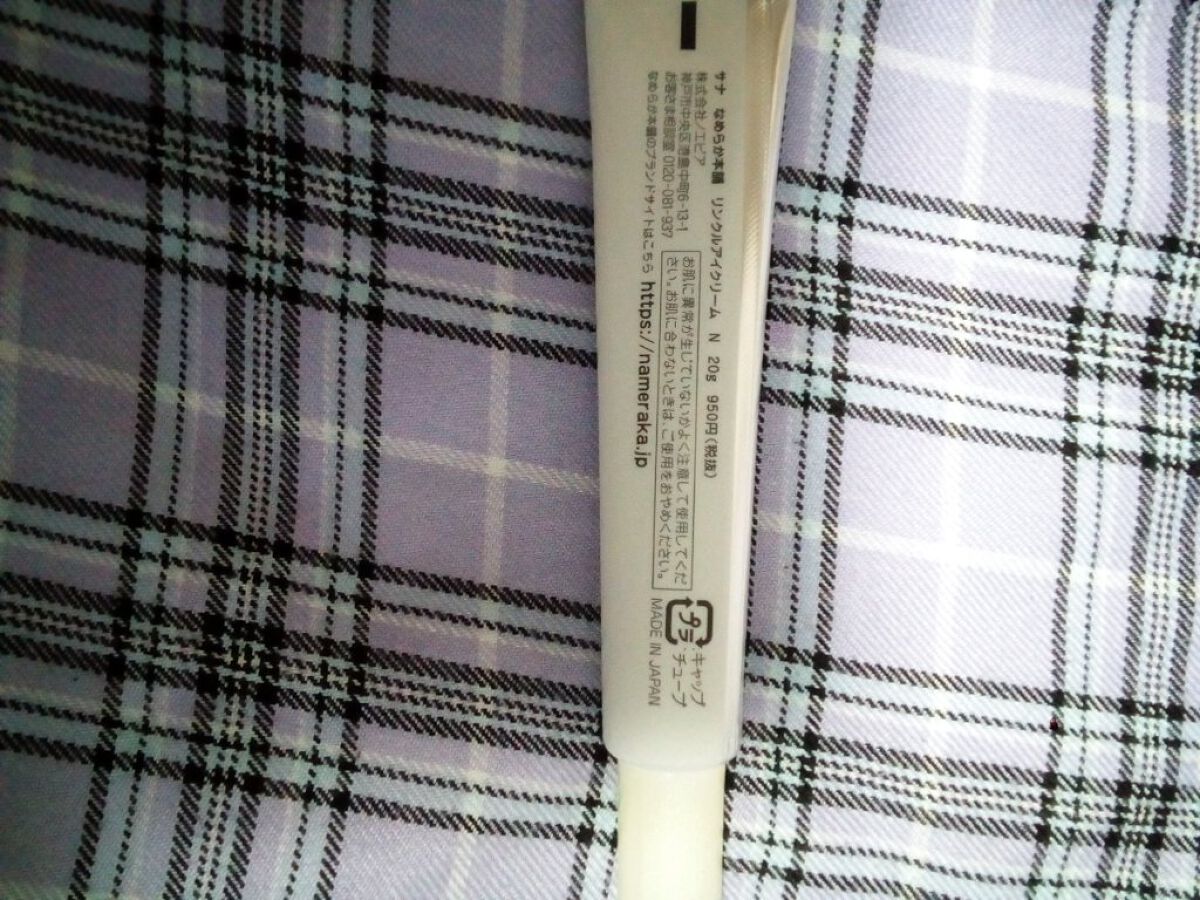 サナ なめらか本舗 リンクルアイクリーム N 20g 950円(税抜)
株式会社ノエビア
神戸市中央区港島中町6-13-1
お客さま相談室 0120-081-937
なめらか本舗のブランドサイトはこちら https://nameraka.jp
お肌に異常が生じていないかよく注意して使用してくだ
さい。お肌に合わないときは、ご使用をおやめください。
プラ
:キャップ
・チューブ
MADE IN JAPAN